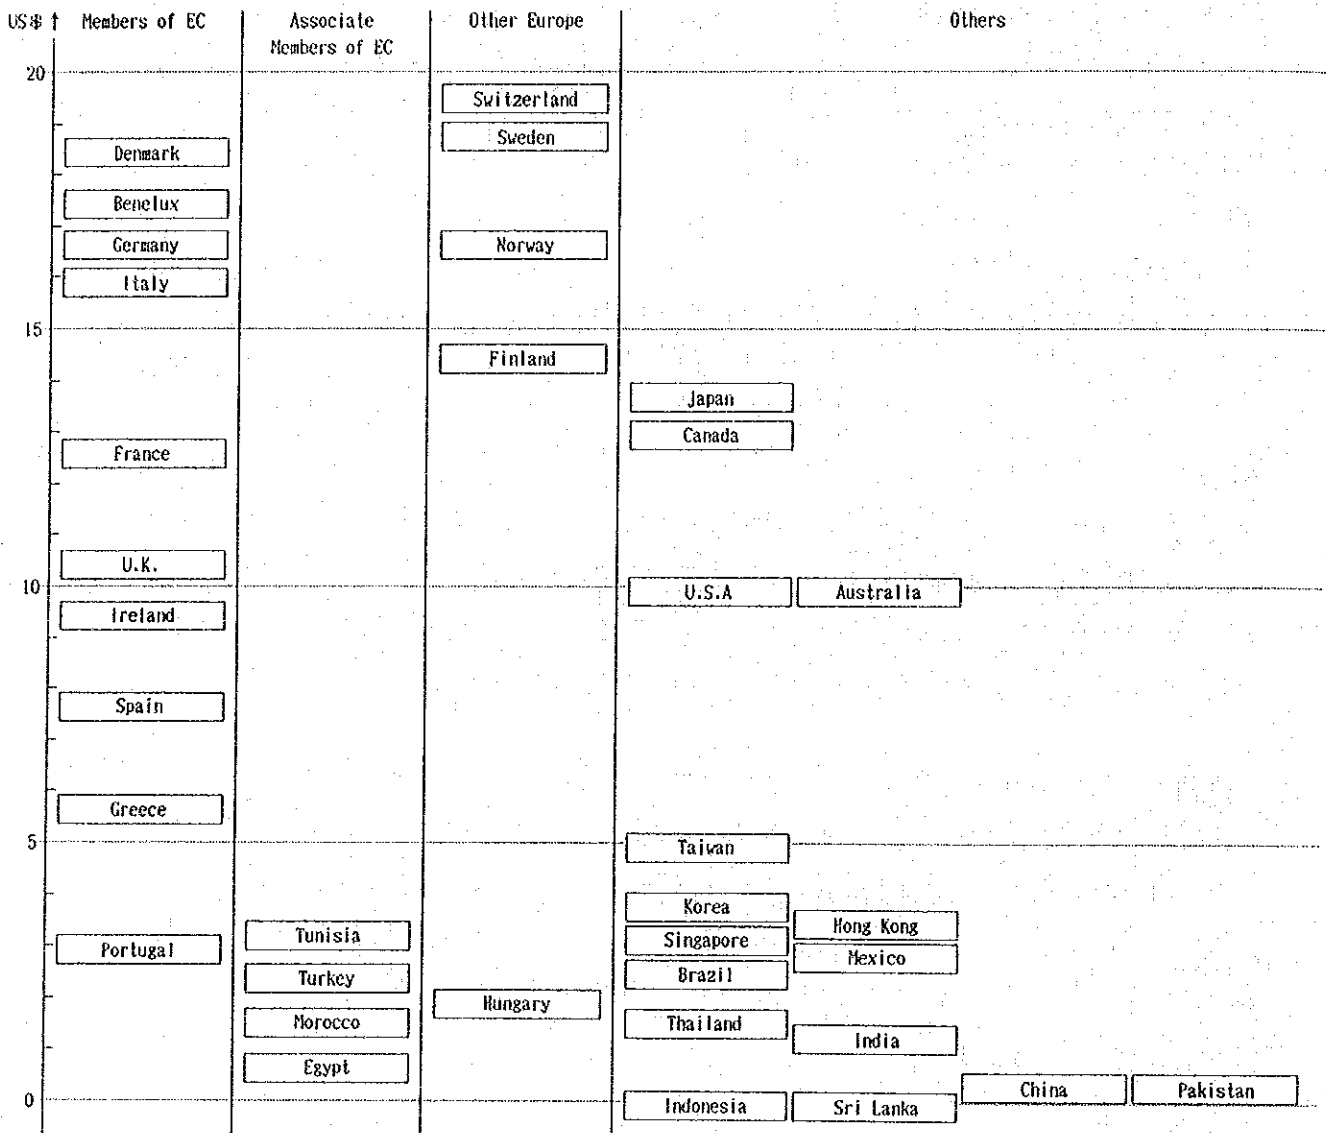 US$ ↑ Members of EC Associate Other Europe Others
Members of EC
20
Switzerland
Sweden
Denmark
Benelux
Germany Norway
Italy
15
Finland
Japan
Canada
France
U.K.
10 U.S.A Australia
Ireland
Spain
Greece
5 Taiwan
Korea
Hong Kong
Tunisia Singapore
Portugal Mexico
Turkey Brazil
Hungary
Morocco Thailand
India
Egypt
China Pakistan
0 Indonesia Sri Lanka